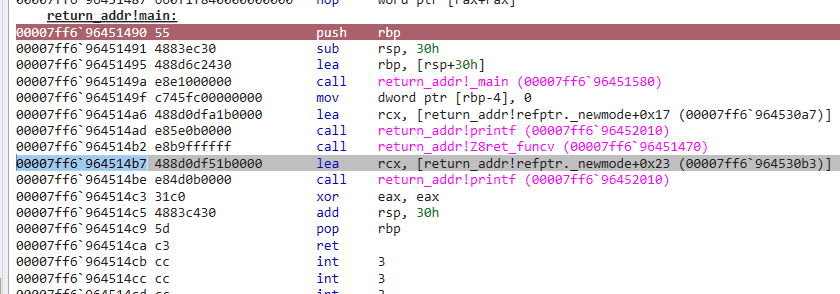 00007ff6`96451487 660f1f840000000000 nop word ptr [rax+rax]
return_addr!main:
00007ff6`96451490 55 push rbp
00007ff6`96451491 4883ec30 sub rsp, 30h
00007ff6`96451495 488d6c2430 lea rbp, [rsp+30h]
00007ff6`9645149a e8e1000000 call return_addr!_main (00007ff6`96451580)
00007ff6`9645149f c745fc00000000 mov dword ptr [rbp-4], 0
00007ff6`964514a6 488d0dfa1b0000 lea rcx, [return_addr!refptr._newmode+0x17 (00007ff6`964530a7)]
00007ff6`964514ad e85e0b0000 call return_addr!printf (00007ff6`96452010)
00007ff6`964514b2 e8b9ffffff call return_addr!Z8ret_funcv (00007ff6`96451470)
00007ff6`964514b7 488d0df51b0000 lea rcx, [return_addr!refptr._newmode+0x23 (00007ff6`964530b3)]
00007ff6`964514be e84d0b0000 call return_addr!printf (00007ff6`96452010)
00007ff6`964514c3 31c0 xor eax, eax
00007ff6`964514c5 4883c430 add rsp, 30h
00007ff6`964514c9 5d pop rbp
00007ff6`964514ca c3 ret
00007ff6`964514cb cc int 3
00007ff6`964514cc cc int 3
00007ff6`964514cd cc int 3